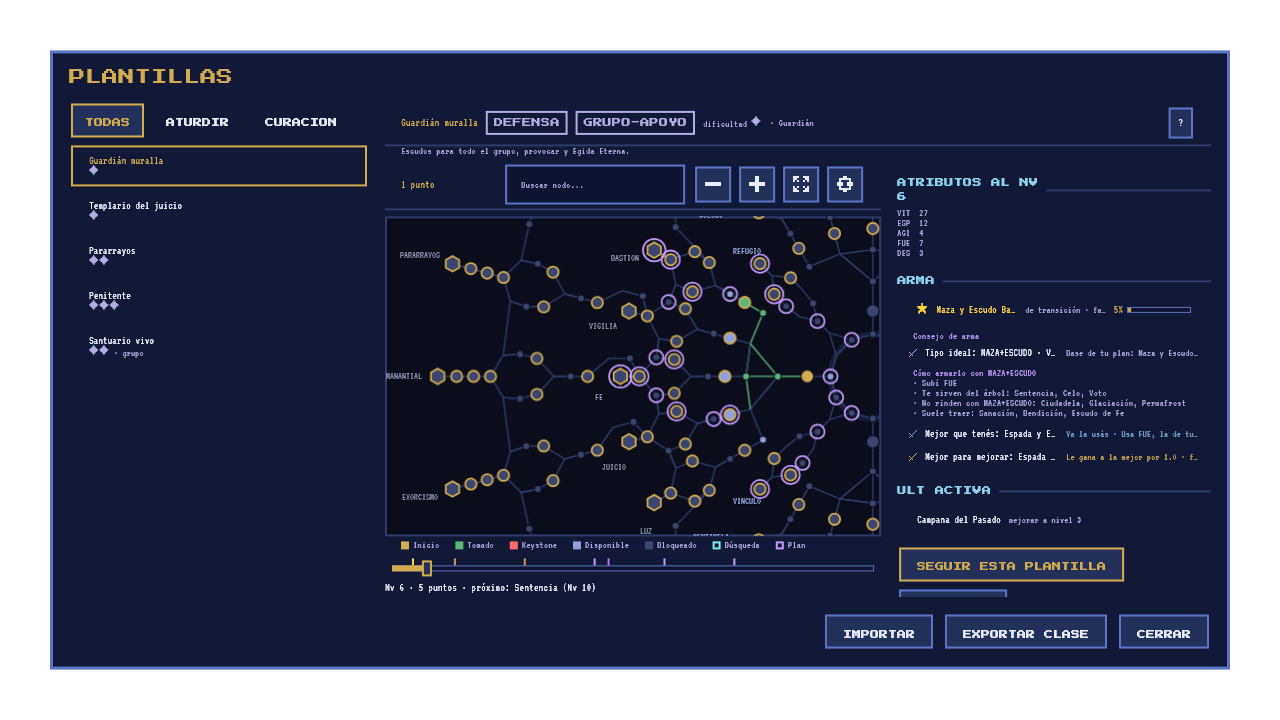 PLANTILLAS
TODAS
ATURDIR
CURACION
Guardián muralla
Templario del juicio
Pararrayos
Penitente
Santuario vivo
· grupo
Guardián muralla
DEFENSA
GRUPO-APOYO
dificultad
· Guardián
?
Escudos para todo el grupo, provocar y Egida Eterna.
1 punto
Buscar nodo...
PARARRAYOS
BASTION
REFUGIO
VIGILIA
MANANTIAL
FE
JUICIO
EXORCISMO
VINCULO
LUZ
Inicio
Tomado
Keystone
Disponible
Bloqueado
Búsqueda
Plan
Nv 6 · 5 puntos · próximo: Sentencia (Nv 10)
ATRIBUTOS AL NV
6
VIT 27
ESP 12
AGI 4
FUE 7
DES 3
ARMA
Maza y Escudo Ba… de transición · fa… 5%
Consejo de arma
Tipo ideal: MAZA+ESCUDO · V… Base de tu plan: Maza y Escudo…
Cómo armarlo con MAZA+ESCUDO
· Subí FUE
· Te sirven del árbol: Sentencia, Celo, Voto
· No rinden con MAZA+ESCUDO: Ciudadela, Glaciación, Permafrost
· Suele traer: Sanación, Bendición, Escudo de Fe
Mejor que tenés: Espada y E… Ya la usás · Usa FUE, la de tu…
Mejor para mejorar: Espada … Le gana a la mejor por 1.0 · f…
ULT ACTIVA
Campana del Pasado mejorar a nivel 3
SEGUIR ESTA PLANTILLA
IMPORTAR
EXPORTAR CLASE
CERRAR